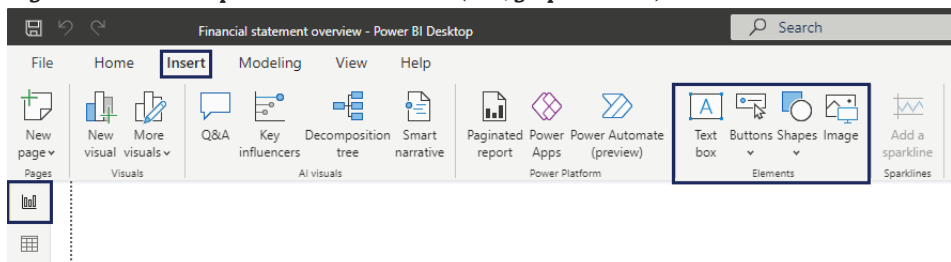 Financial statement overview - Power BI Desktop
Search
File Home Insert Modeling View Help
New page
New visual
More visuals
Q&A
Key influencers
Decomposition tree
Smart narrative
Paginated report
Power Apps
Power Automate (preview)
Text box
Buttons
Shapes
Image
Add a sparkline
Pages
Visuals
AI visuals
Power Platform
Elements
Sparklines